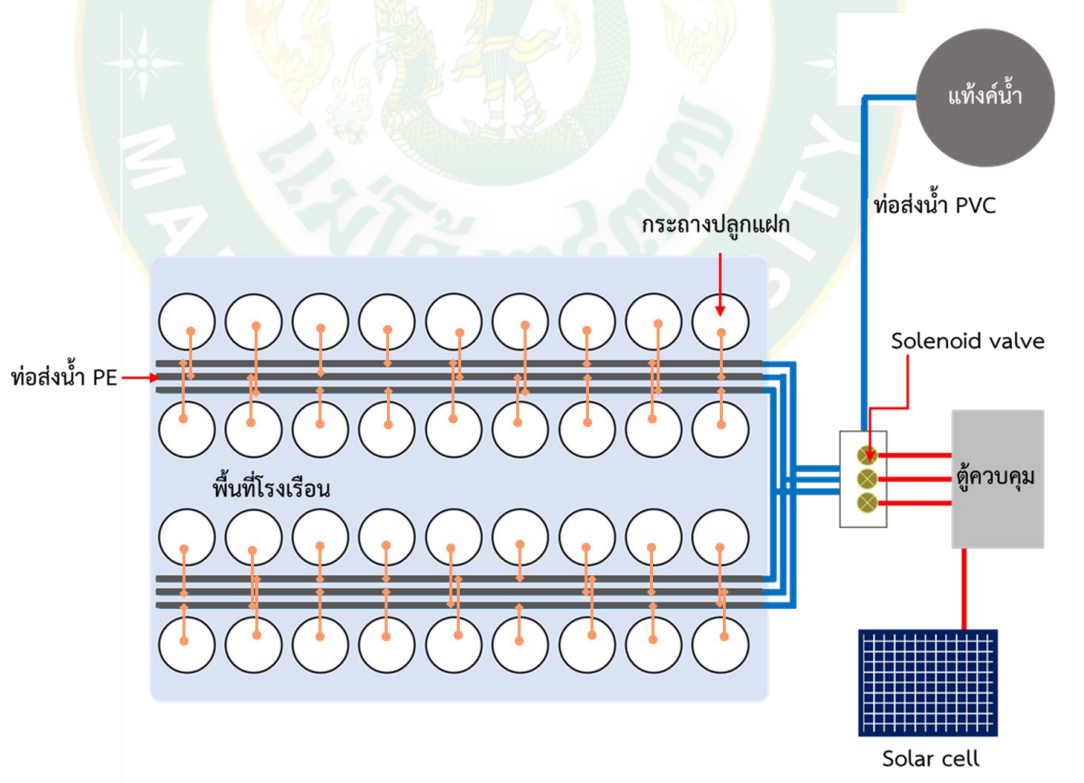 แท้งค์น้ำ
ท่อส่งน้ำ PVC
กระถางปลูกแฝก
Solenoid valve
ท่อส่งน้ำ PE
ตู้ควบคุม
พื้นที่โรงเรือน
Solar cell